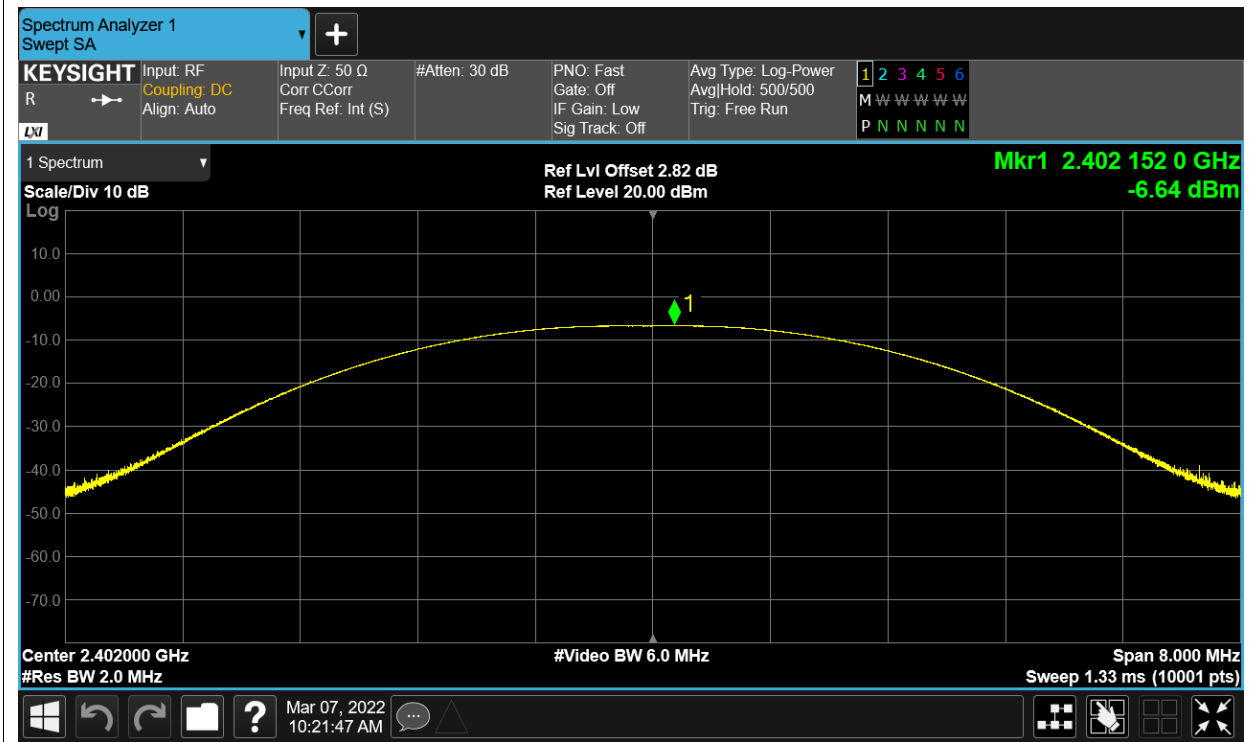 Spectrum Analyzer 1
Swept SA
+
KEYSIGHT Input: RF Input Z: 50 Ω #Atten: 30 dB PNO: Fast Avg Type: Log-Power 1 2 3 4 5 6
R Coupling: DC Corr CCorr Gate: Off Avg|Hold: 500/500 M W W W W W
Align: Auto Freq Ref: Int (S) IF Gain: Low Trig: Free Run
LXI Sig Track: Off P N N N N N
1 Spectrum
Ref Lvl Offset 2.82 dB Mkr1 2.402 152 0 GHz
Scale/Div 10 dB Ref Level 20.00 dBm -6.64 dBm
Log
10.0
0.00
1
-10.0
-20.0
-30.0
-40.0
-50.0
-60.0
-70.0
Center 2.402000 GHz #Video BW 6.0 MHz Span 8.000 MHz
#Res BW 2.0 MHz Sweep 1.33 ms (10001 pts)
? Mar 07, 2022
10:21:47 AM